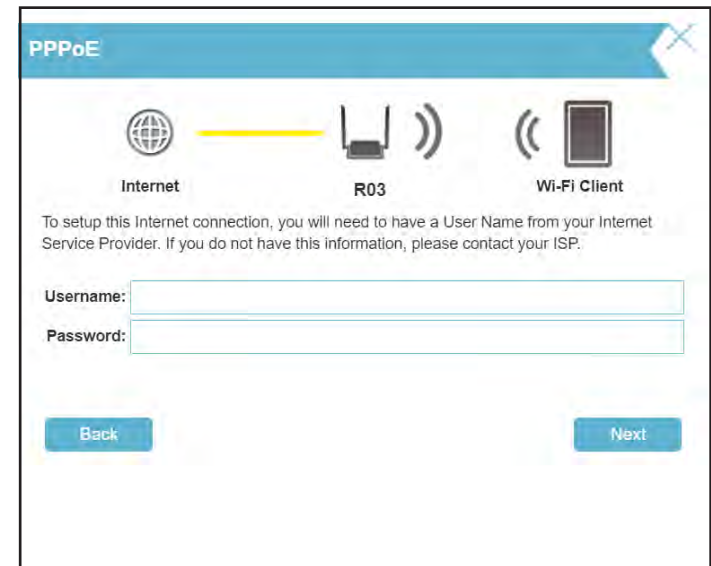 PPPoE
Internet
R03
Wi-Fi Client
To setup this Internet connection, you will need to have a User Name from your Internet
Service Provider. If you do not have this information, please contact your ISP.
Username:
Password:
Back
Next